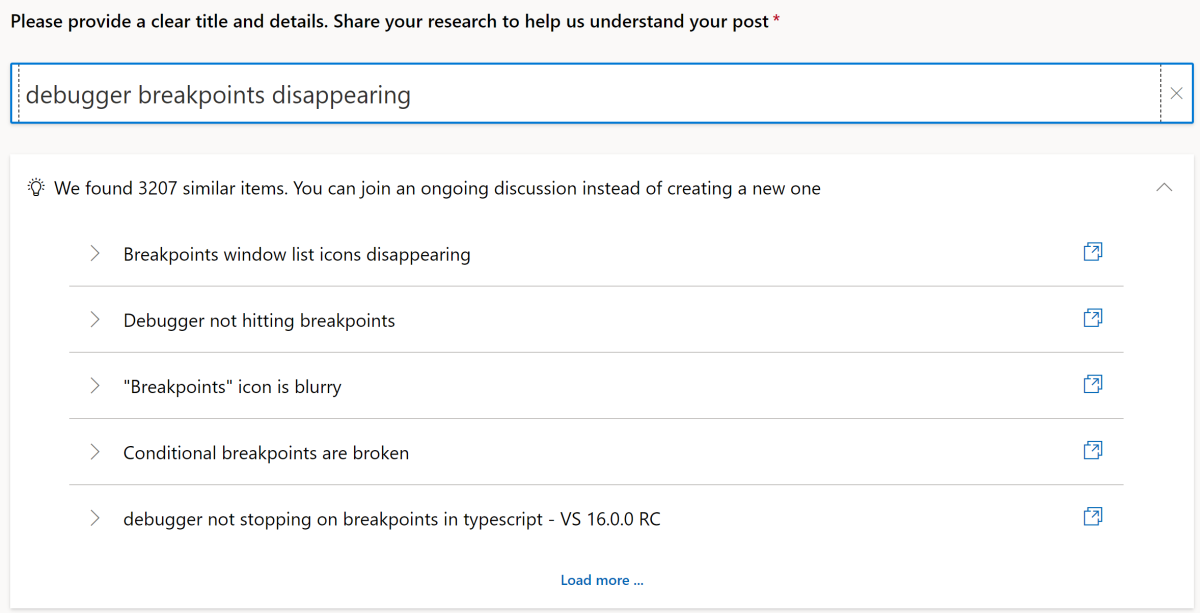 Please provide a clear title and details. Share your research to help us understand your post *
debugger breakpoints disappearing
We found 3207 similar items. You can join an ongoing discussion instead of creating a new one
Breakpoints window list icons disappearing
Debugger not hitting breakpoints
"Breakpoints" icon is blurry
Conditional breakpoints are broken
debugger not stopping on breakpoints in typescript - VS 16.0.0 RC
Load more ...